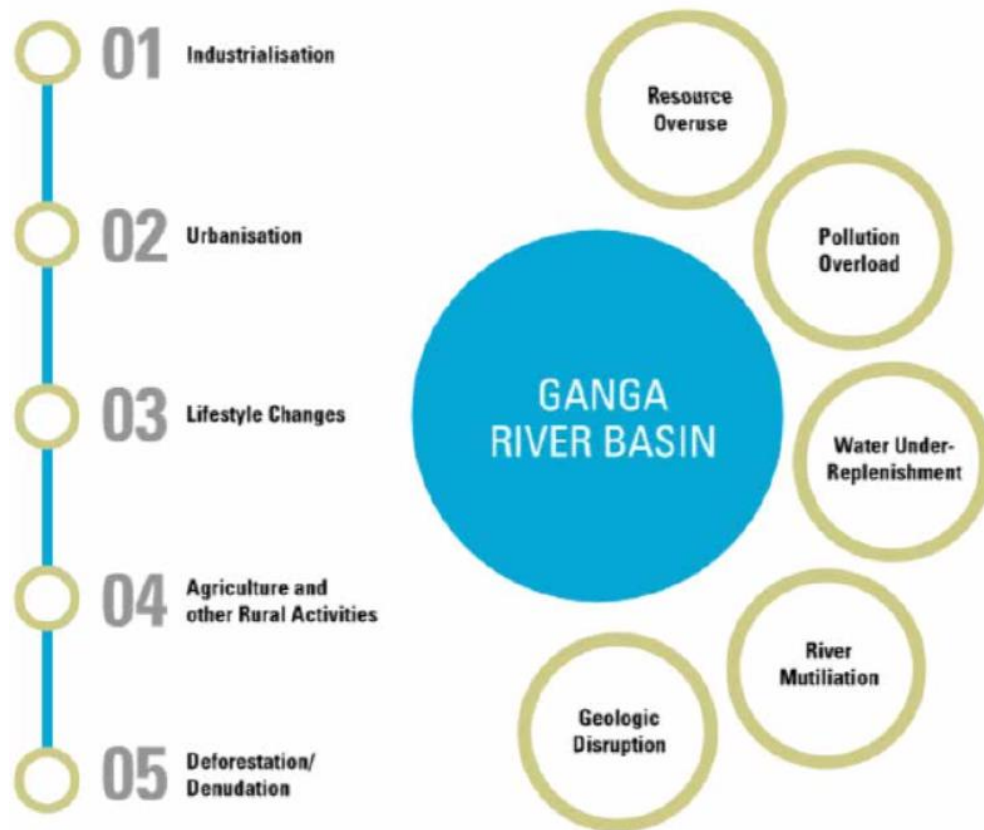 01 Industrialisation
02 Urbanisation
03 Lifestyle Changes
04 Agriculture and
other Rural Activities
05 Deforestation/
Denudation
GANGA
RIVER BASIN
Resource
Overuse
Pollution
Overload
Water Under-
Replenishment
River
Mutiliation
Geologic
Disruption